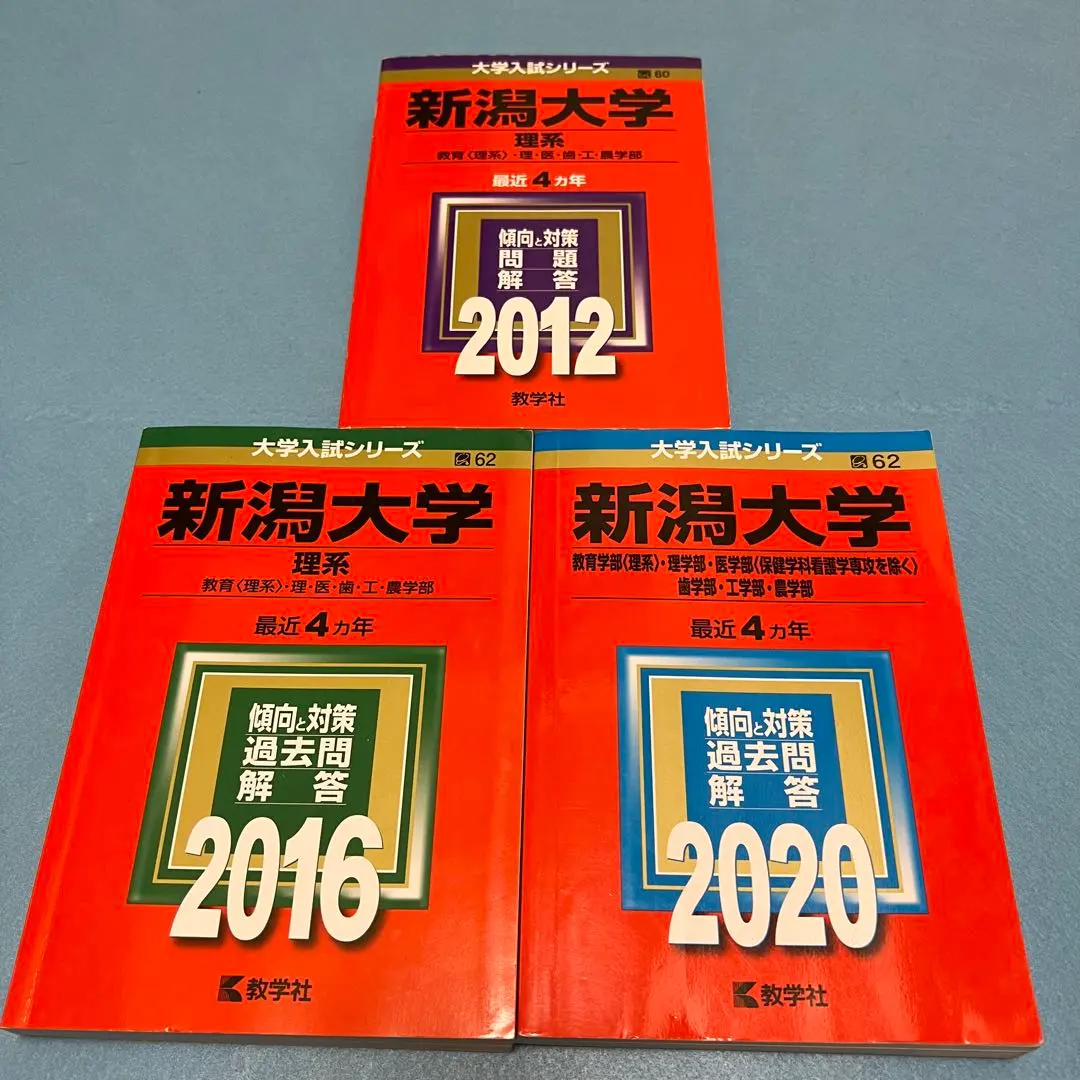 大学入試シリーズ
60
新潟大学
理系
教育〈理系〉・理・医・歯・工・農学部
最近4カ年
傾向と対策
問題
解答
2012
教学社
大学入試シリーズ
62
新潟大学
理系
教育〈理系〉・理・医・歯・工・農学部
最近4カ年
傾向と対策
過去問
解答
2016
教学社
大学入試シリーズ
62
新潟大学
教育学部〈理系〉・理学部・医学部〈保健学科看護学専攻を除く〉
歯学部・工学部・農学部
最近4カ年
傾向と対策
過去問
解答
2020
教学社